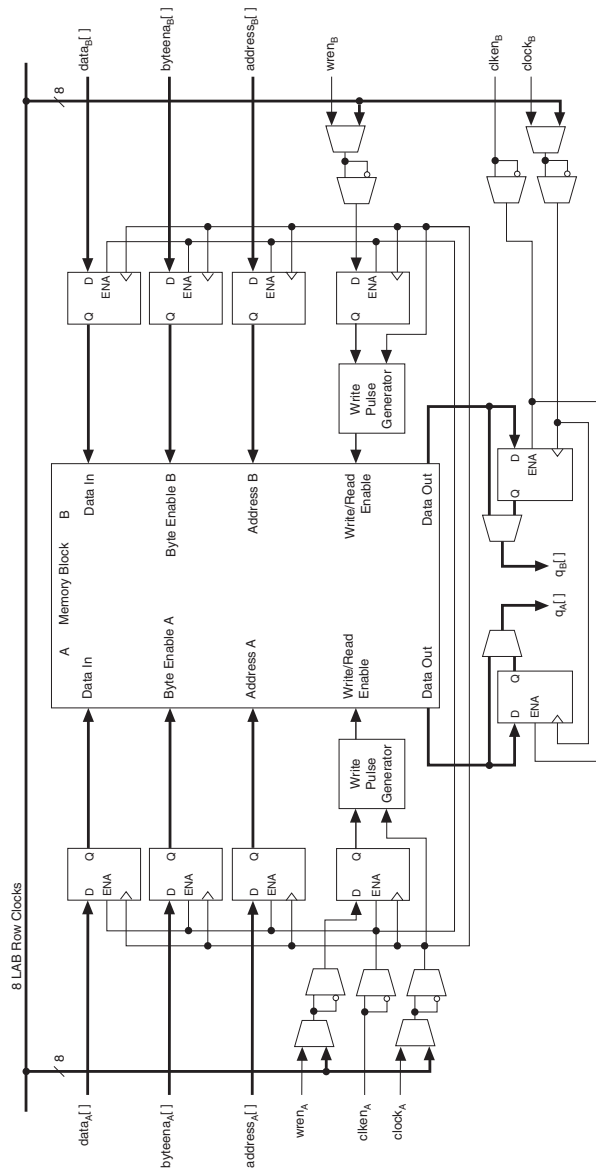 8 LAB Row Clocks
8
8
data_A[ ]
byteena_A[ ]
address_A[ ]
wren_A
clken_A
clock_A
D
Q
ENA
D
Q
ENA
D
Q
ENA
D
Q
ENA
Write
Pulse
Generator
A
Memory Block
B
Data In
Byte Enable A
Address A
Write/Read
Enable
Data Out
Data In
Byte Enable B
Address B
Write/Read
Enable
Data Out
Write
Pulse
Generator
Q
D
ENA
Q
D
ENA
Q
D
ENA
Q
D
ENA
data_B[ ]
byteena_B[ ]
address_B[ ]
wren_B
clken_B
clock_B
D
Q
ENA
q_A[ ]
q_B[ ]
D
Q
ENA